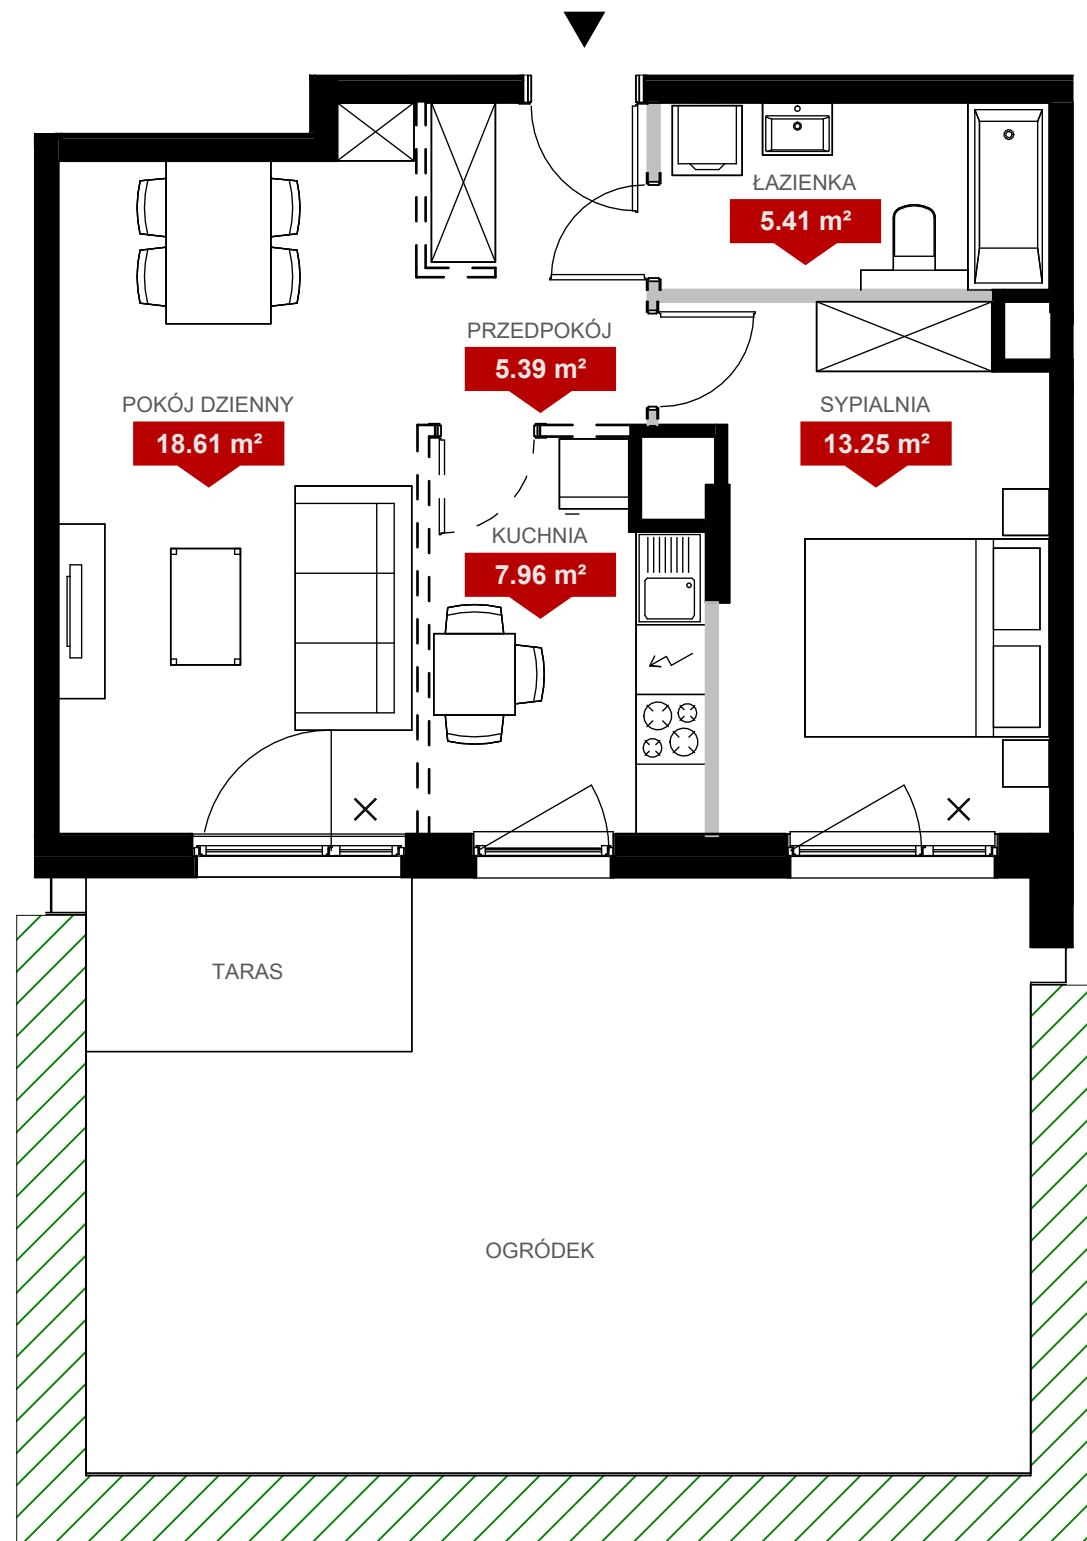 ŁAZIENKA
5.41 m²
PRZEDPOKÓJ
5.39 m²
POKÓJ DZIENNY
18.61 m²
SYPIALNIA
13.25 m²
KUCHNIA
7.96 m²
TARAS
OGRÓDEK